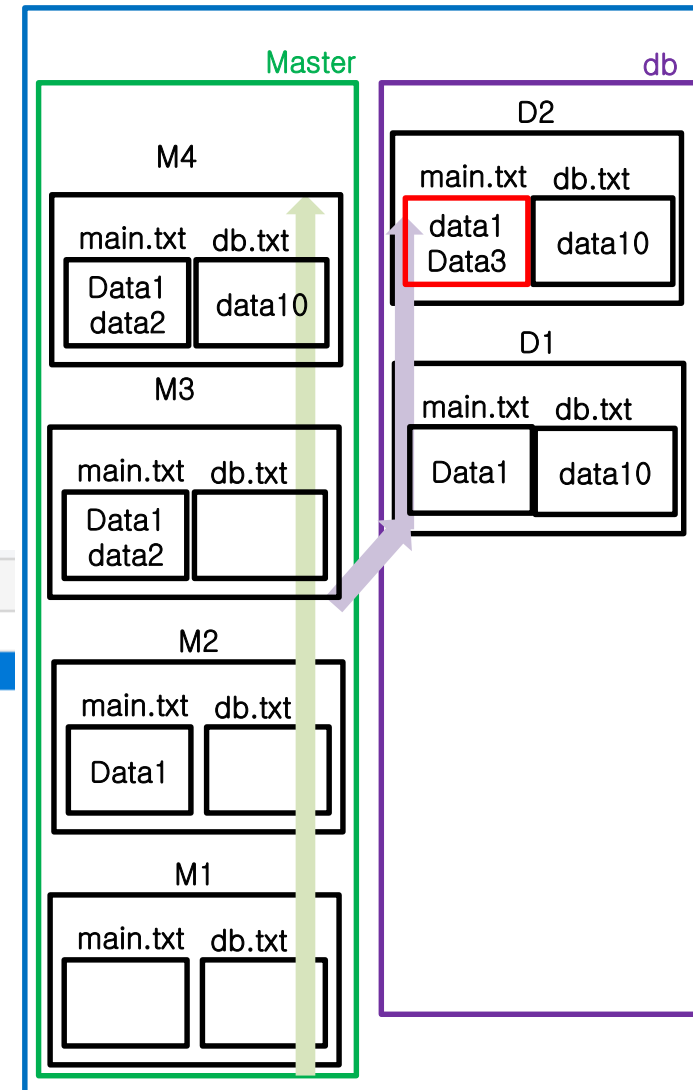 Master
M4
main.txt db.txt
Data1
data2
data10
M3
main.txt db.txt
Data1
data2
M2
main.txt db.txt
Data1
M1
main.txt db.txt
db
D2
main.txt db.txt
data1
Data3
data10
D1
main.txt db.txt
Data1
data10